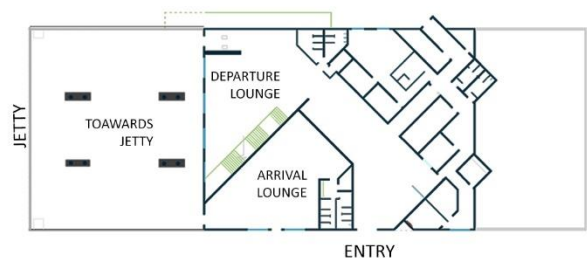 DEPARTURE
LOUNGE
JETTY
TOAWARDS
JETTY
ARRIVAL
LOUNGE
ENTRY